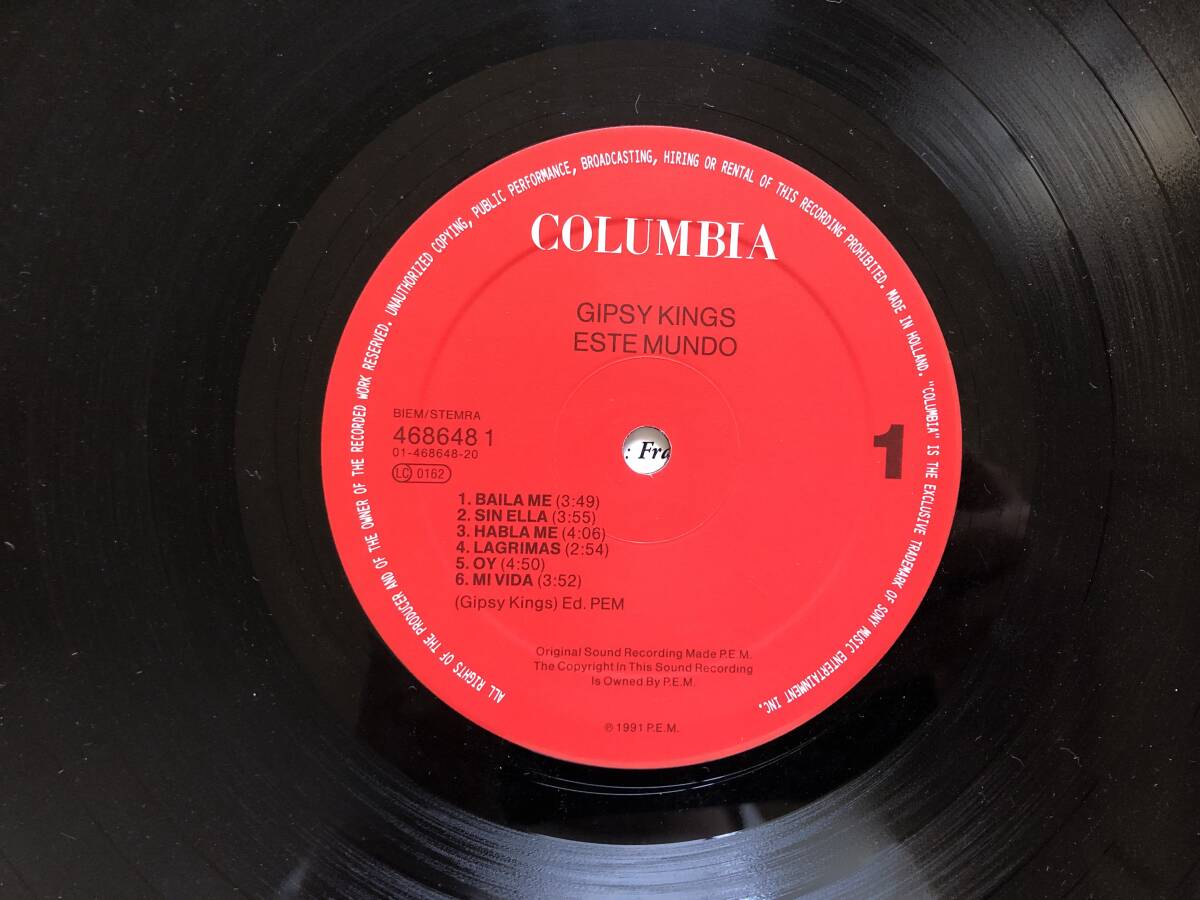 ALL RIGHTS OF THE PRODUCER AND OF THE OWNER OF THE RECORDED WORK RESERVED. UNAUTHORIZED COPYING, PUBLIC PERFORMANCE, BROADCASTING, HIRING OR RENTAL OF THIS RECORDING PROHIBITED. MADE IN HOLLAND. "COLUMBIA" IS THE EXCLUSIVE TRADEMARK OF SONY MUSIC ENTERTAINMENT INC.
COLUMBIA
GIPSY KINGS
ESTE MUNDO
BIEM/STEMRA
468648 1
01-468648-20
LC 0162
1
: Fra
1. BAILA ME (3:49)
2. SIN ELLA (3:55)
3. HABLA ME (4:06)
4. LAGRIMAS (2:54)
5. OY (4:50)
6. MI VIDA (3:52)
(Gipsy Kings) Ed. PEM
Original Sound Recording Made P.E.M.
The Copyright In This Sound Recording
Is Owned By P.E.M.
℗ 1991 P.E.M.